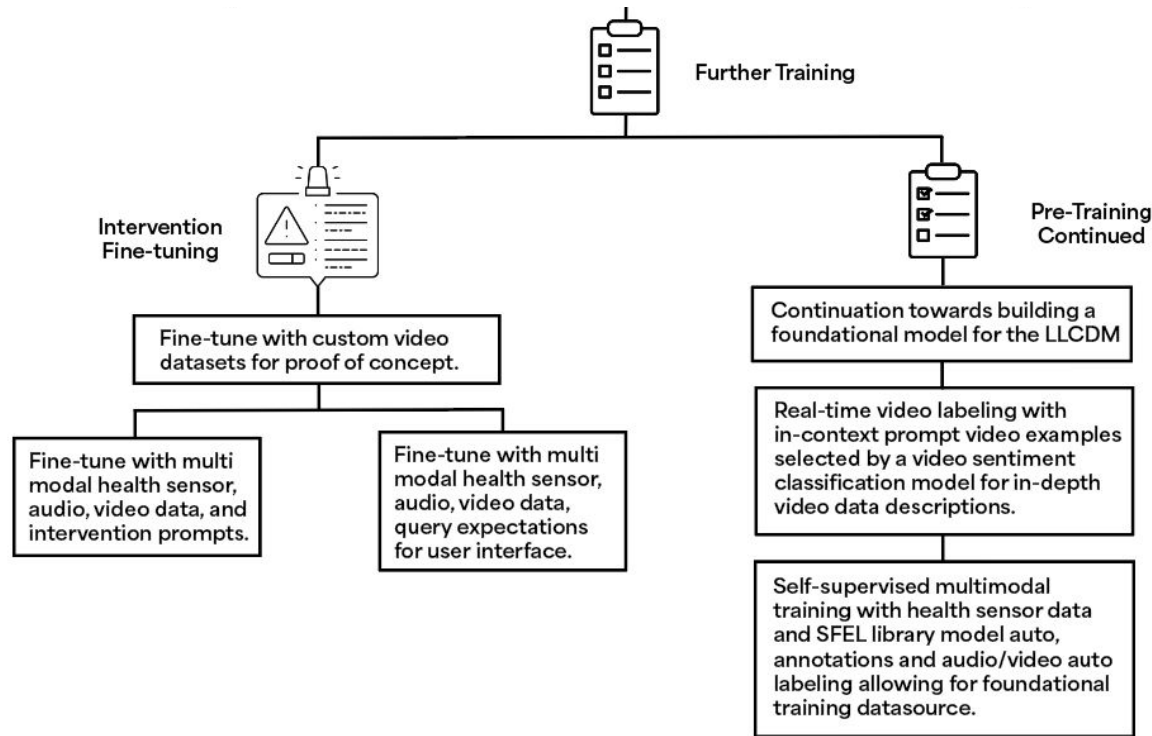 Further Training
Intervention
Fine-tuning
Fine-tune with custom video
datasets for proof of concept.
Fine-tune with multi
modal health sensor,
audio, video data, and
intervention prompts.
Fine-tune with multi
modal health sensor,
audio, video data,
query expectations
for user interface.
Pre-Training
Continued
Continuation towards building a
foundational model for the LLCDM
Real-time video labeling with
in-context prompt video examples
selected by a video sentiment
classification model for in-depth
video data descriptions.
Self-supervised multimodal
training with health sensor data
and SFEL library model auto,
annotations and audio/video auto
labeling allowing for foundational
training datasource.